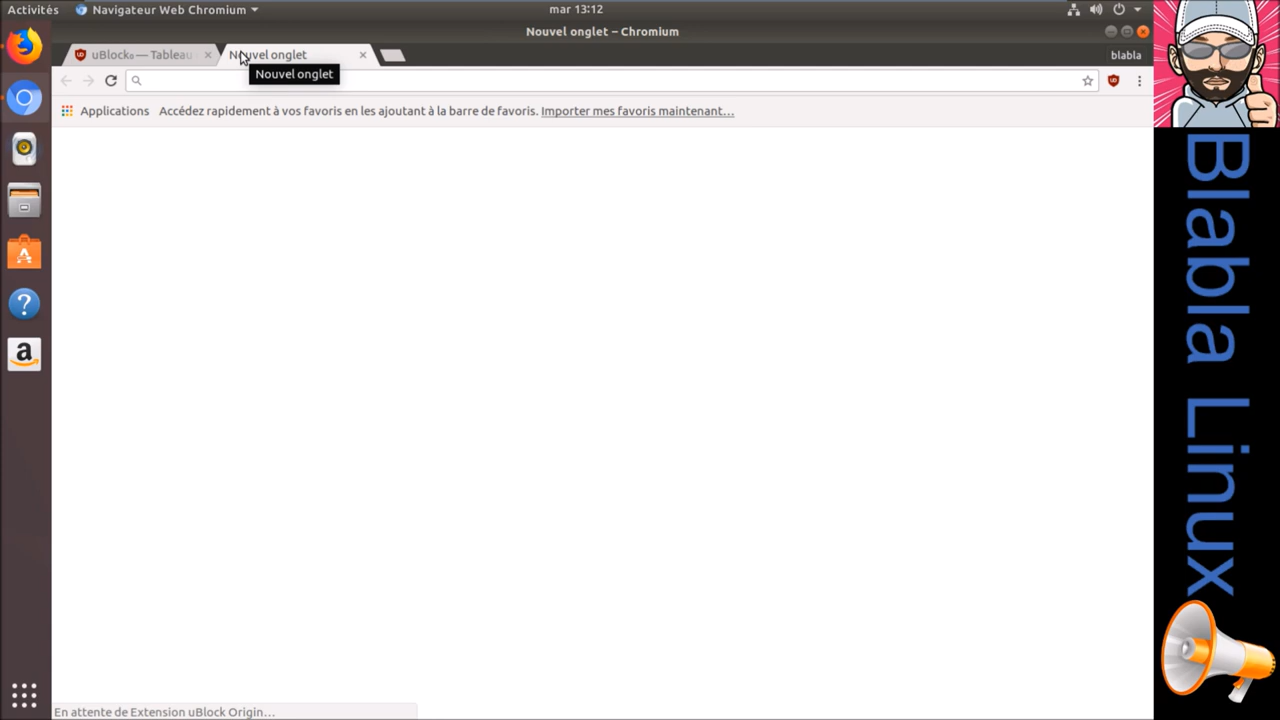 Activités
Navigateur Web Chromium
mar 13:12
Nouvel onglet – Chromium
uBlock₀ — Tableau
Nouvel onglet
blabla
Nouvel onglet
Applications
Accédez rapidement à vos favoris en les ajoutant à la barre de favoris. Importer mes favoris maintenant…
En attente de Extension uBlock Origin…
Blabla Linux